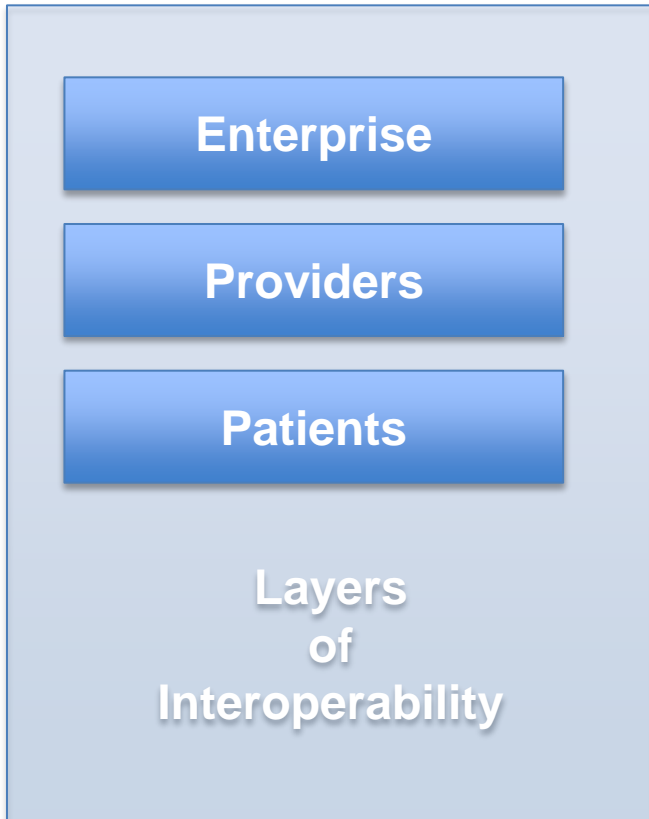 Enterprise
Providers
Patients
Layers
of
Interoperability